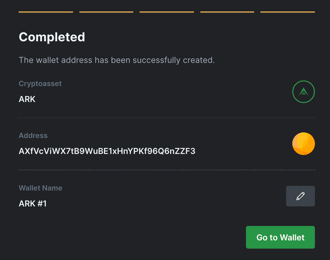 Completed
The wallet address has been successfully created.
Cryptoasset
ARK
Address
AXfVcViWX7tB9WuBE1xHnYPKf96Q6nZZF3
Wallet Name
ARK #1
Go to Wallet